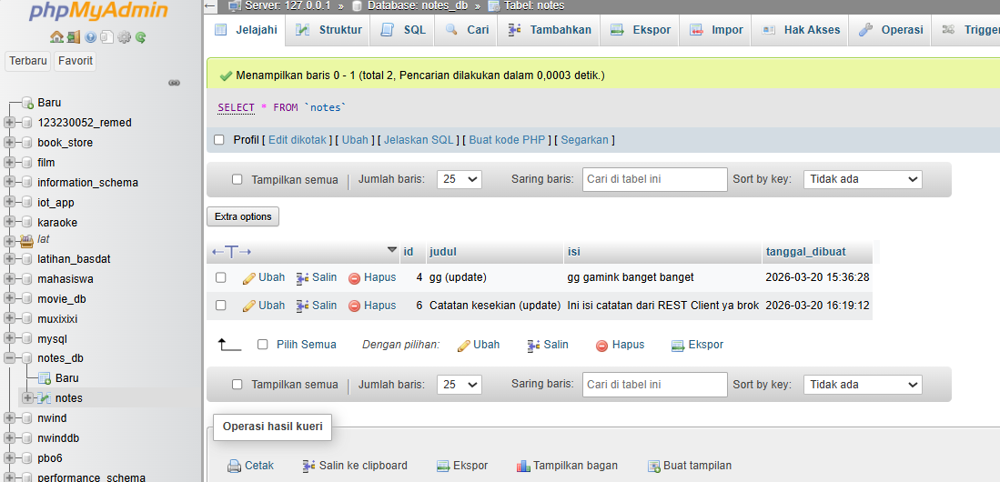 phpMyAdmin
Terbaru Favorit
Baru
123230052_remed
book_store
film
information_schema
iot_app
karaoke
lat
latihan_basdat
mahasiswa
movie_db
muxixixi
mysql
notes_db
Baru
notes
nwind
nwinddb
pbo6
performance_schema
Server: 127.0.0.1 » Database: notes_db » Tabel: notes
Jelajahi Struktur SQL Cari Tambahkan Ekspor Impor Hak Akses Operasi Trigger
Menampilkan baris 0 - 1 (total 2, Pencarian dilakukan dalam 0,0003 detik.)
SELECT * FROM `notes`
Profil [ Edit dikotak ] [ Ubah ] [ Jelaskan SQL ] [ Buat kode PHP ] [ Segarkan ]
Tampilkan semua | Jumlah baris: 25 Saring baris: Cari di tabel ini Sort by key: Tidak ada
Extra options
←T→ id judul isi tanggal_dibuat
Ubah Salin Hapus 4 gg (update) gg gamink banget banget 2026-03-20 15:36:28
Ubah Salin Hapus 6 Catatan kesekian (update) Ini isi catatan dari REST Client ya brok 2026-03-20 16:19:12
Pilih Semua Dengan pilihan: Ubah Salin Hapus Ekspor
Tampilkan semua | Jumlah baris: 25 Saring baris: Cari di tabel ini Sort by key: Tidak ada
Operasi hasil kueri
Cetak Salin ke clipboard Ekspor Tampilkan bagan Buat tampilan